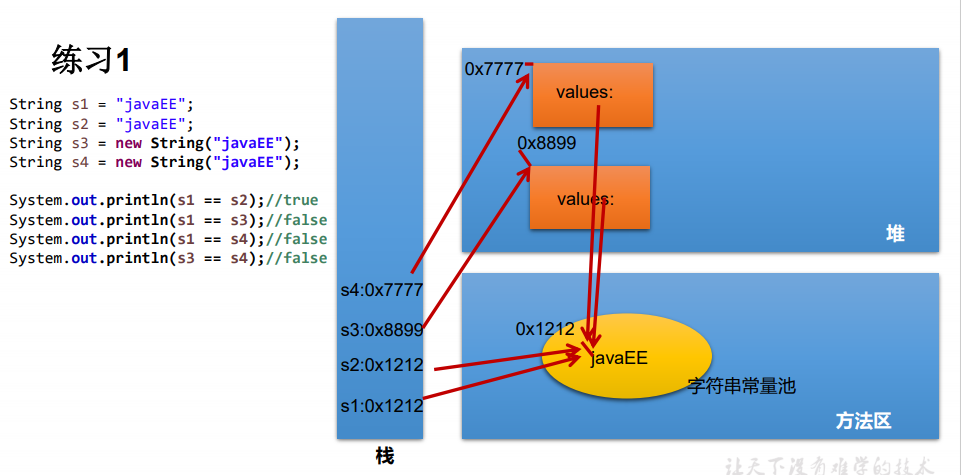 练习1
String s1 = "javaEE";
String s2 = "javaEE";
String s3 = new String("javaEE");
String s4 = new String("javaEE");
System.out.println(s1 == s2);//true
System.out.println(s1 == s3);//false
System.out.println(s1 == s4);//false
System.out.println(s3 == s4);//false
s4:0x7777
s3:0x8899
s2:0x1212
s1:0x1212
栈
0x7777
values:
0x8899
values:
堆
0x1212
javaEE
字符串常量池
方法区
让天下没有难学的技术